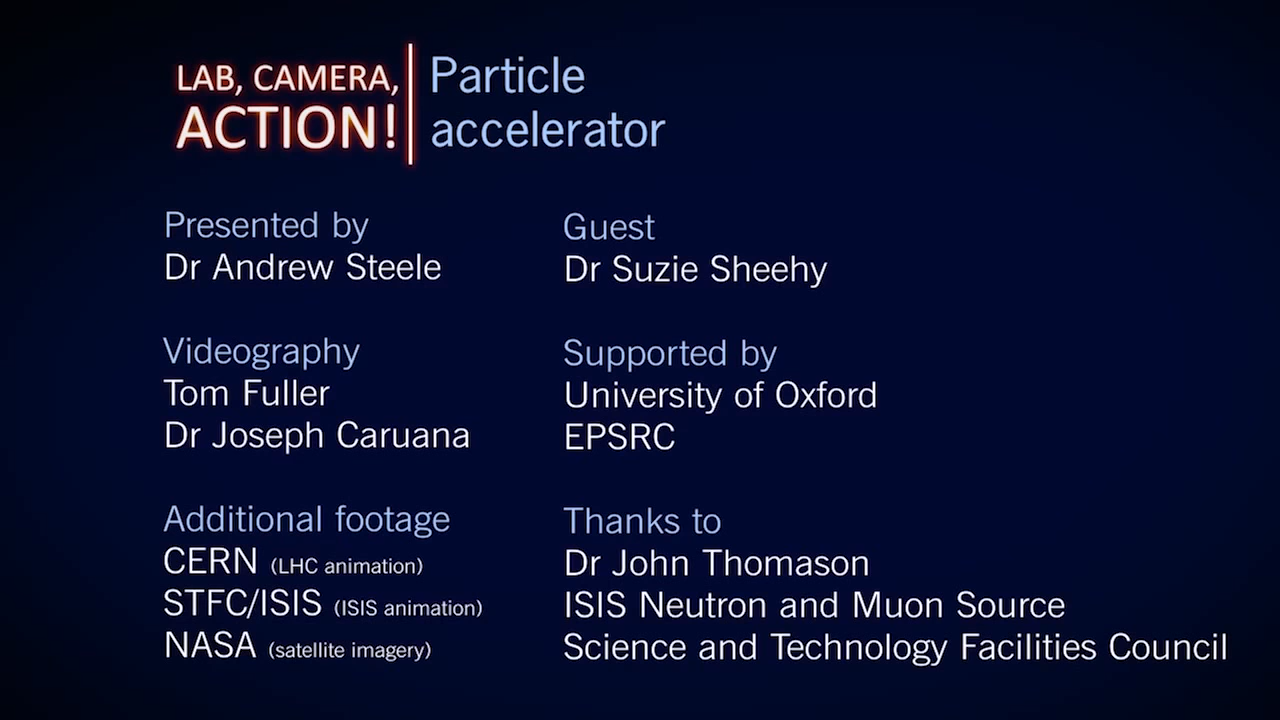 LAB, CAMERA,
ACTION!
Particle
accelerator
Presented by
Dr Andrew Steele
Guest
Dr Suzie Sheehy
Videography
Tom Fuller
Dr Joseph Caruana
Supported by
University of Oxford
EPSRC
Additional footage
CERN (LHC animation)
STFC/ISIS (ISIS animation)
NASA (satellite imagery)
Thanks to
Dr John Thomason
ISIS Neutron and Muon Source
Science and Technology Facilities Council